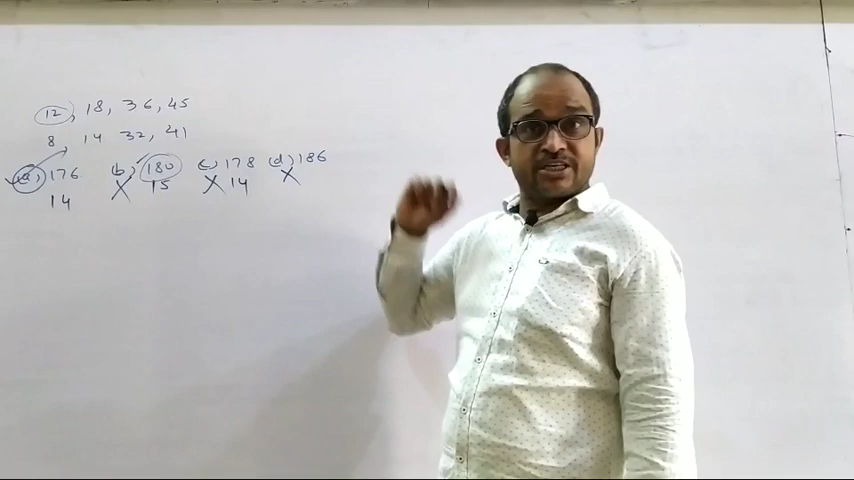 12, 18, 36, 45
8, 14 32, 41
(a), 176 (b), 180 (c), 178 (d), 186
14 15 14